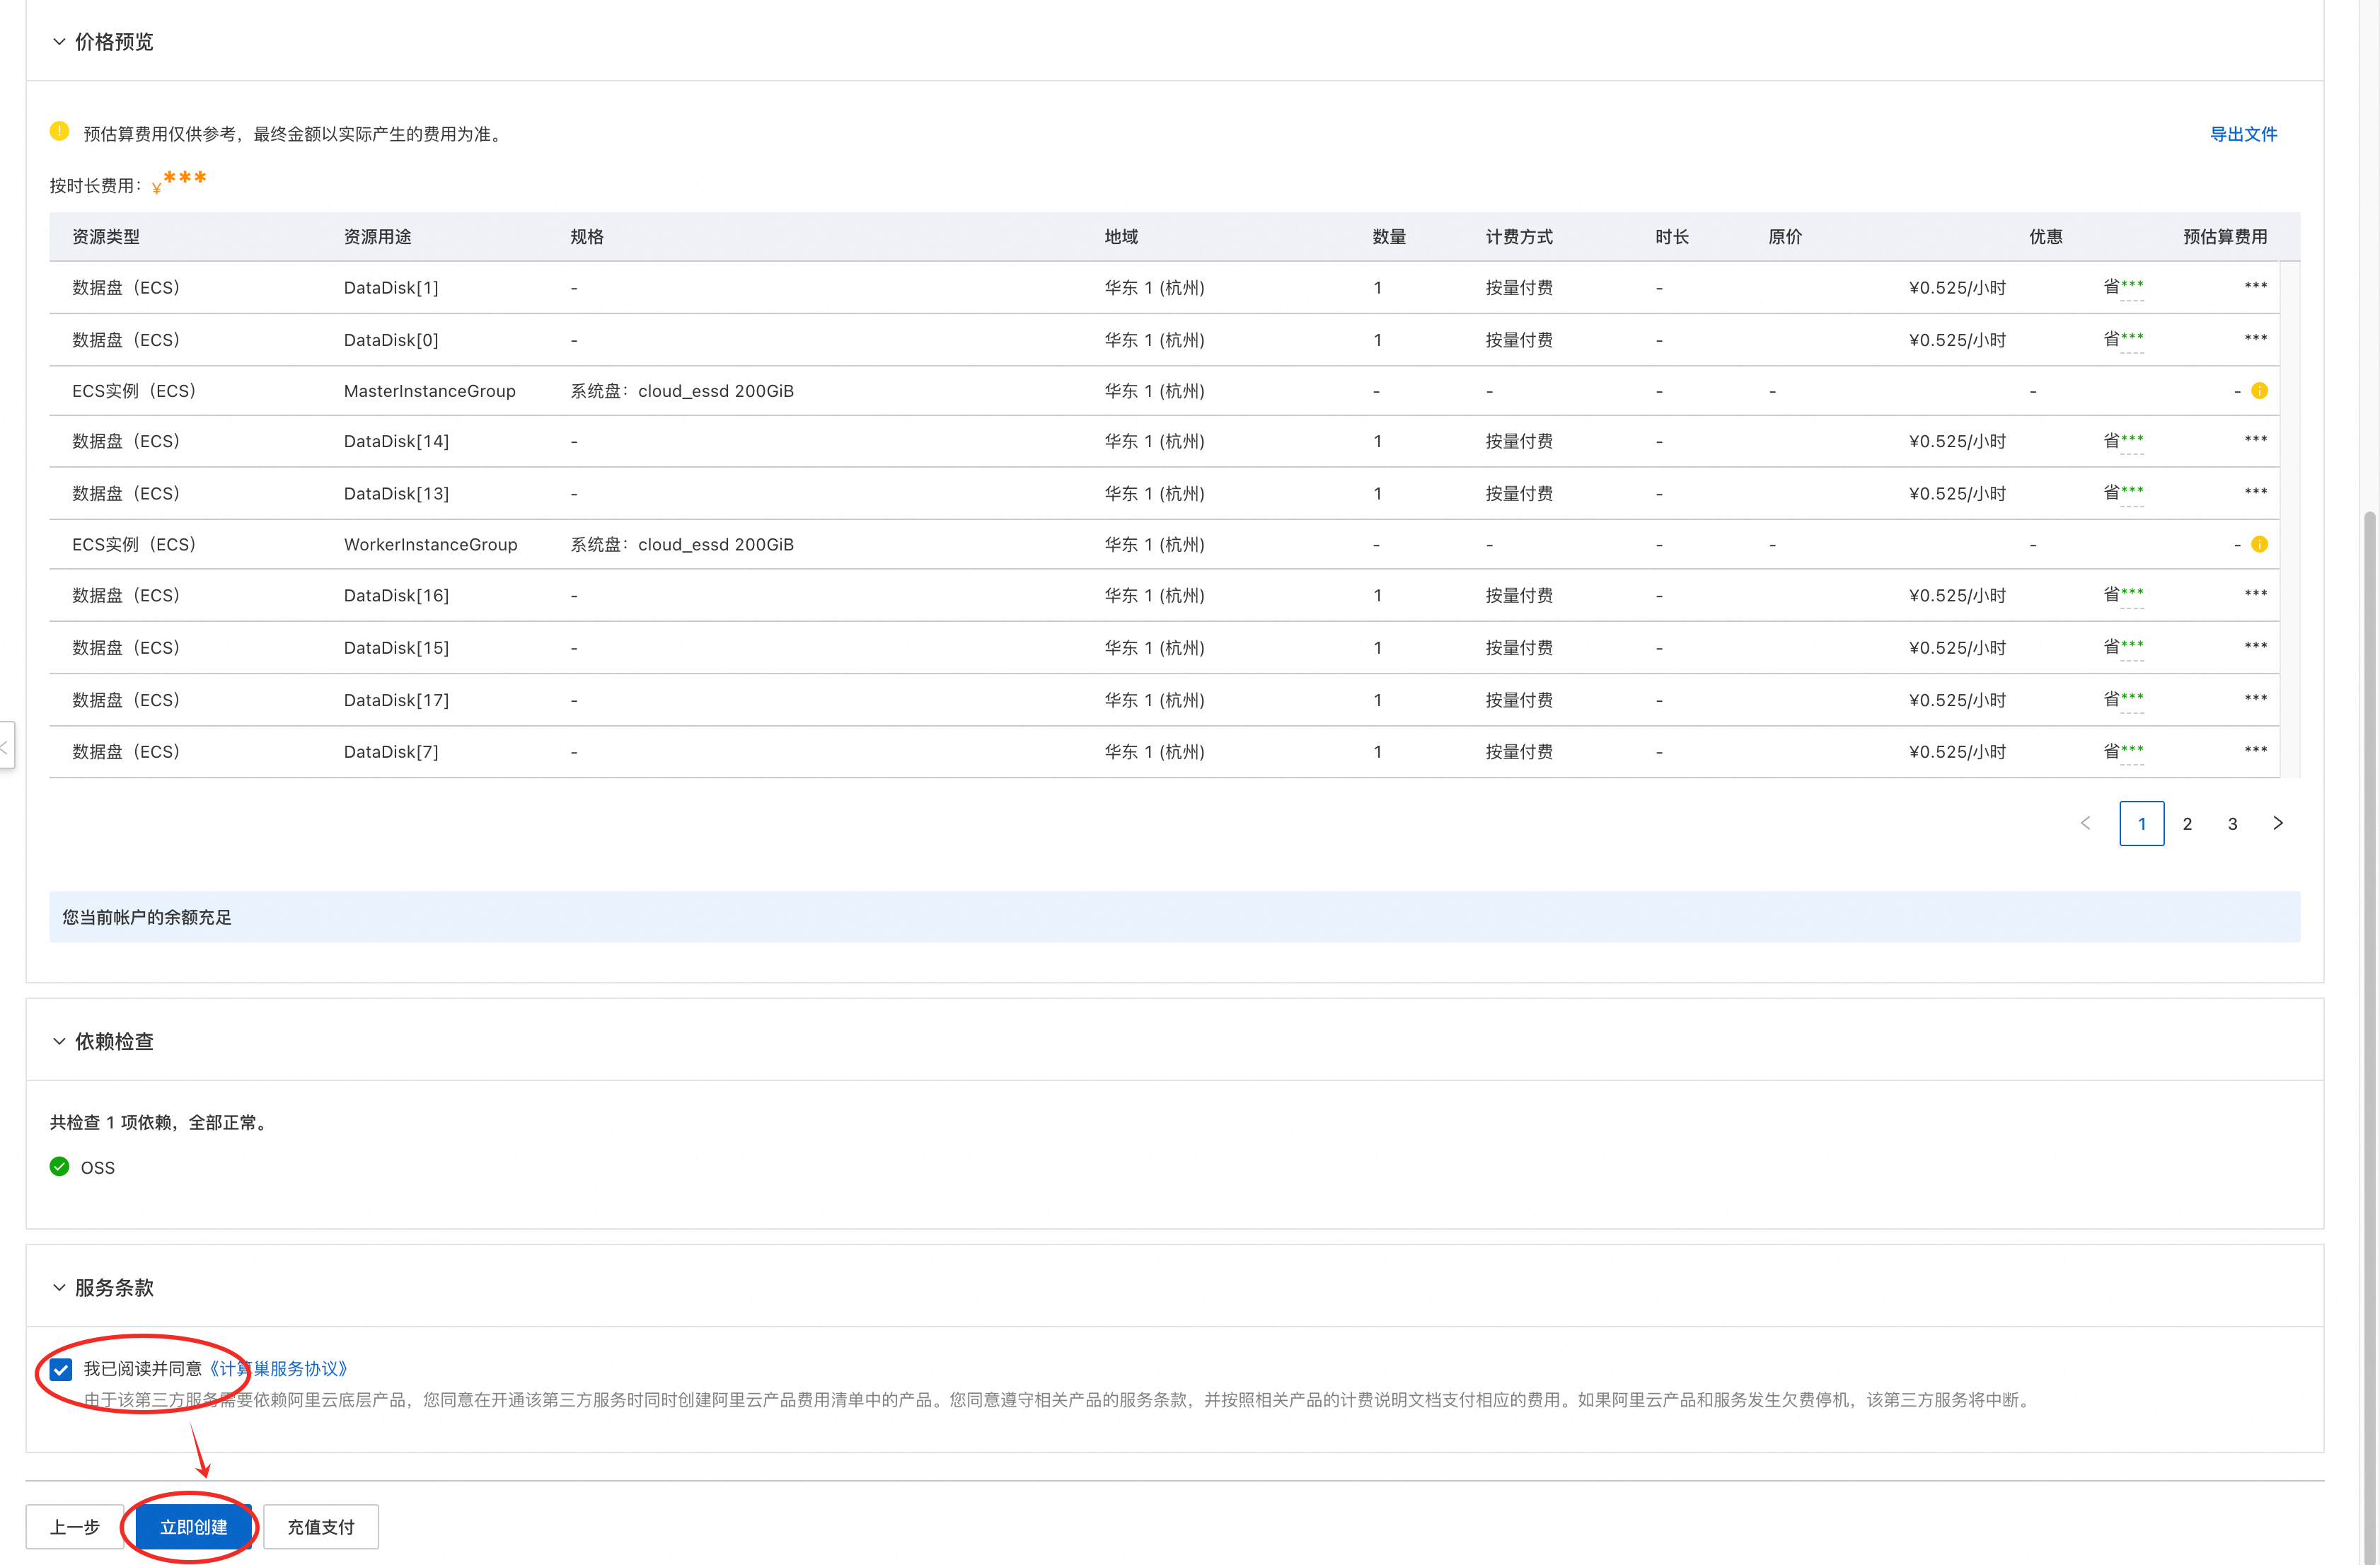 价格预览
预估算费用仅供参考，最终金额以实际产生的费用为准。 导出文件
按时长费用：¥***
资源类型 资源用途 规格 地域 数量 计费方式 时长 原价 优惠 预估算费用
数据盘（ECS） DataDisk[1] - 华东 1 (杭州) 1 按量付费 - ¥0.525/小时 省*** ***
数据盘（ECS） DataDisk[0] - 华东 1 (杭州) 1 按量付费 - ¥0.525/小时 省*** ***
ECS实例（ECS） MasterInstanceGroup 系统盘：cloud_essd 200GiB 华东 1 (杭州) - - - - - -
数据盘（ECS） DataDisk[14] - 华东 1 (杭州) 1 按量付费 - ¥0.525/小时 省*** ***
数据盘（ECS） DataDisk[13] - 华东 1 (杭州) 1 按量付费 - ¥0.525/小时 省*** ***
ECS实例（ECS） WorkerInstanceGroup 系统盘：cloud_essd 200GiB 华东 1 (杭州) - - - - - -
数据盘（ECS） DataDisk[16] - 华东 1 (杭州) 1 按量付费 - ¥0.525/小时 省*** ***
数据盘（ECS） DataDisk[15] - 华东 1 (杭州) 1 按量付费 - ¥0.525/小时 省*** ***
数据盘（ECS） DataDisk[17] - 华东 1 (杭州) 1 按量付费 - ¥0.525/小时 省*** ***
数据盘（ECS） DataDisk[7] - 华东 1 (杭州) 1 按量付费 - ¥0.525/小时 省*** ***
1 2 3
您当前帐户的余额充足
依赖检查
共检查 1 项依赖，全部正常。
OSS
服务条款
我已阅读并同意《计算巢服务协议》
由于该第三方服务需要依赖阿里云底层产品，您同意在开通该第三方服务时同时创建阿里云产品费用清单中的产品。您同意遵守相关产品的服务条款，并按照相关产品的计费说明文档支付相应的费用。如果阿里云产品和服务发生欠费停机，该第三方服务将中断。
上一步 立即创建 充值支付